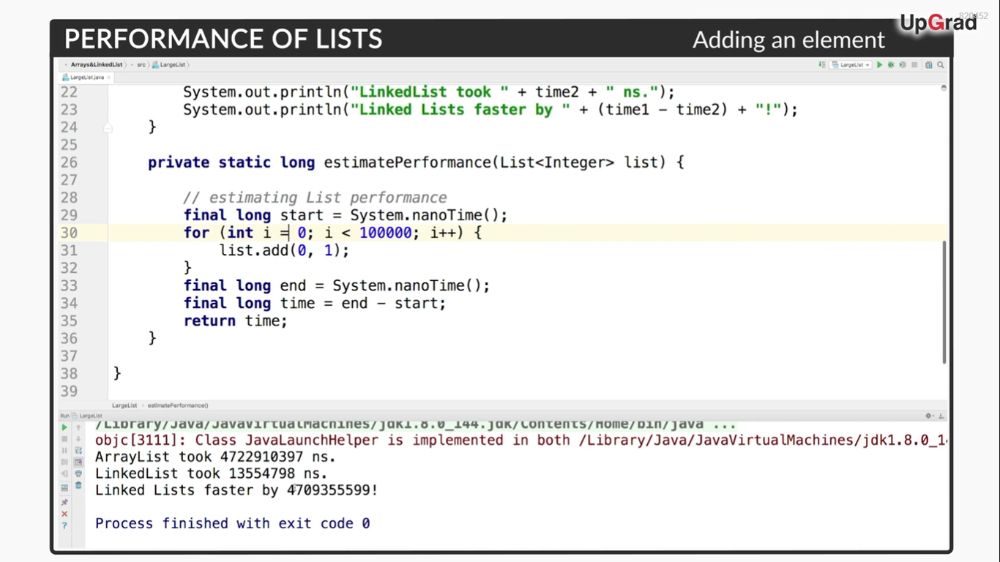 820452
UpGrad
PERFORMANCE OF LISTS Adding an element
Arrays&LinkedList src LargeList LargeList
LargeList.java
22 System.out.println("LinkedList took " + time2 + " ns.");
23 System.out.println("Linked Lists faster by " + (time1 - time2) + "!");
24 }
25
26 private static long estimatePerformance(List<Integer> list) {
27
28 // estimating List performance
29 final long start = System.nanoTime();
30 for (int i = 0; i < 100000; i++) {
31 list.add(0, 1);
32 }
33 final long end = System.nanoTime();
34 final long time = end - start;
35 return time;
36 }
37
38 }
39
LargeList estimatePerformance()
Run LargeList
/Library/Java/JavaVirtualMachines/jdk1.8.0_144.jdk/Contents/Home/bin/java ...
objc[3111]: Class JavaLaunchHelper is implemented in both /Library/Java/JavaVirtualMachines/jdk1.8.0_14
ArrayList took 4722910397 ns.
LinkedList took 13554798 ns.
Linked Lists faster by 4709355599!
Process finished with exit code 0